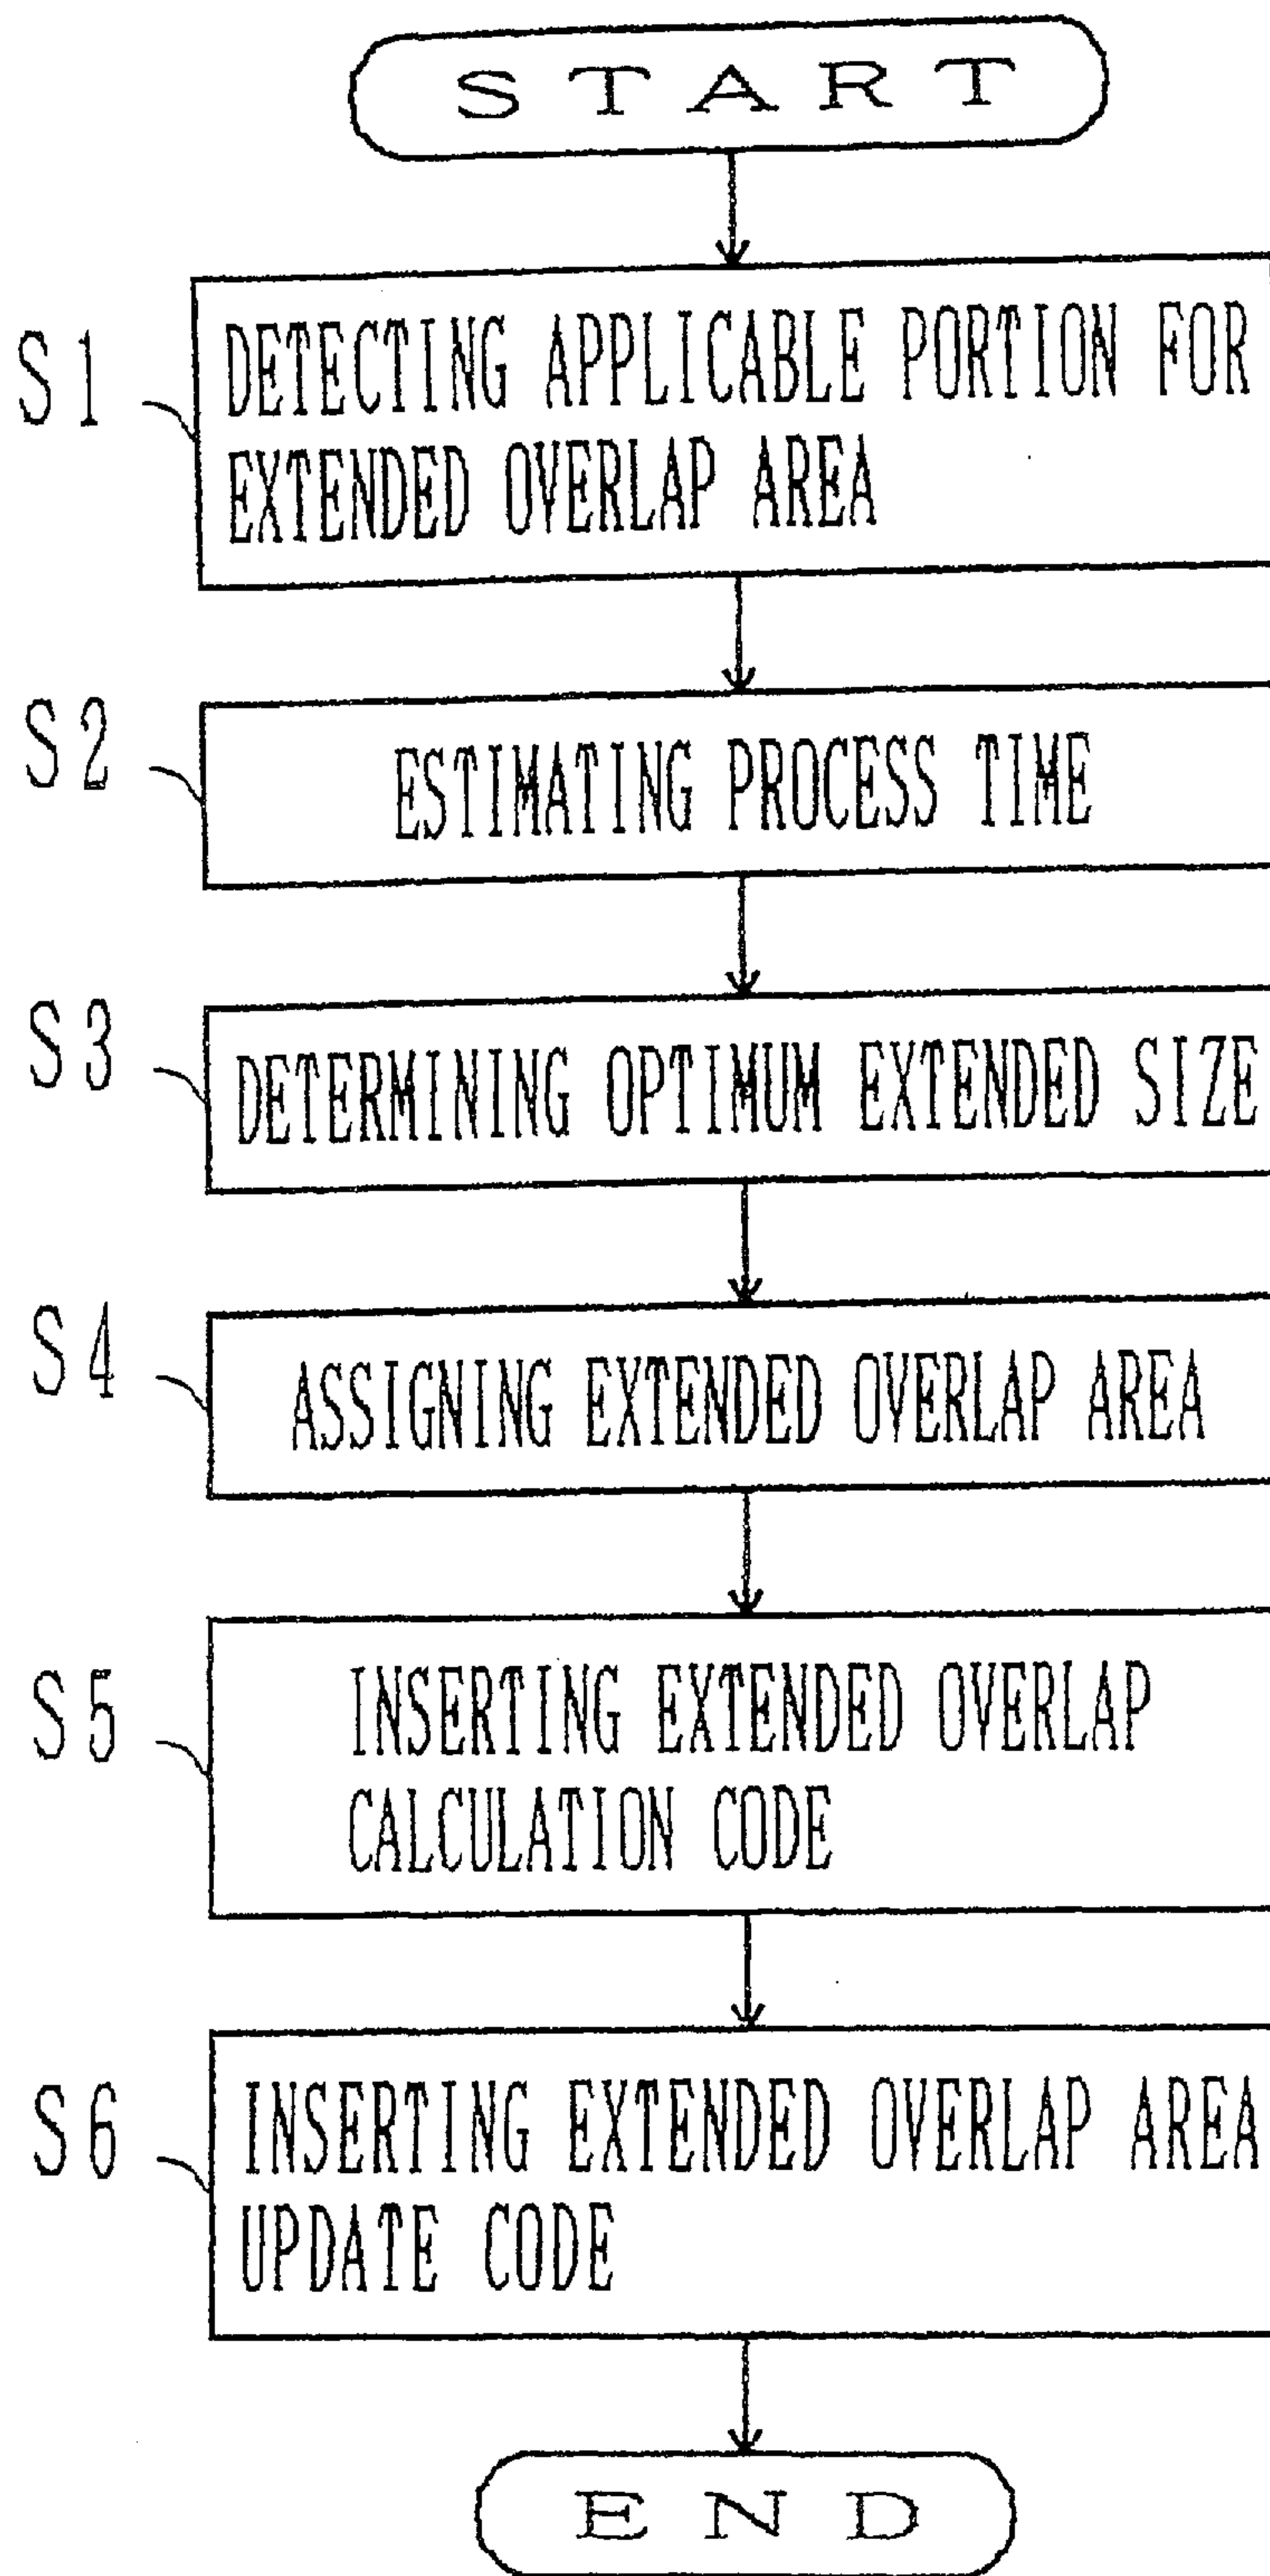 START
S1
DETECTING APPLICABLE PORTION FOR
EXTENDED OVERLAP AREA
S2
ESTIMATING PROCESS TIME
S3
DETERMINING OPTIMUM EXTENDED SIZE
S4
ASSIGNING EXTENDED OVERLAP AREA
S5
INSERTING EXTENDED OVERLAP
CALCULATION CODE
S6
INSERTING EXTENDED OVERLAP AREA
UPDATE CODE
END